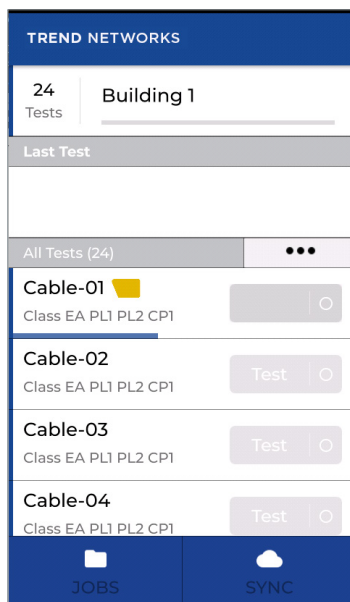 TREND NETWORKS
24
Tests
Building 1
Last Test
All Tests (24)
Cable-01
Class EA PL1 PL2 CP1
Cable-02
Class EA PL1 PL2 CP1
Test
Cable-03
Class EA PL1 PL2 CP1
Test
Cable-04
Class EA PL1 PL2 CP1
Test
JOBS
SYNC